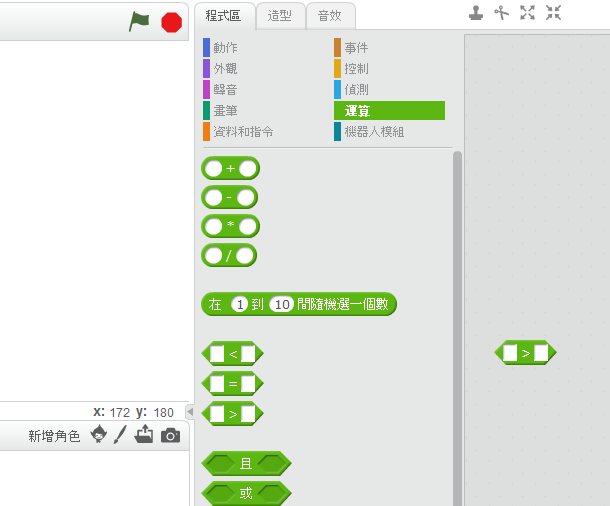 程式區 造型 音效
動作 事件
外觀 控制
聲音 偵測
畫筆 運算
資料和指令 機器人模組
+
-
*
/
在 1 到 10 間隨機選一個數
<
=
>
且
或
>
x: 172 y: 180
新增角色